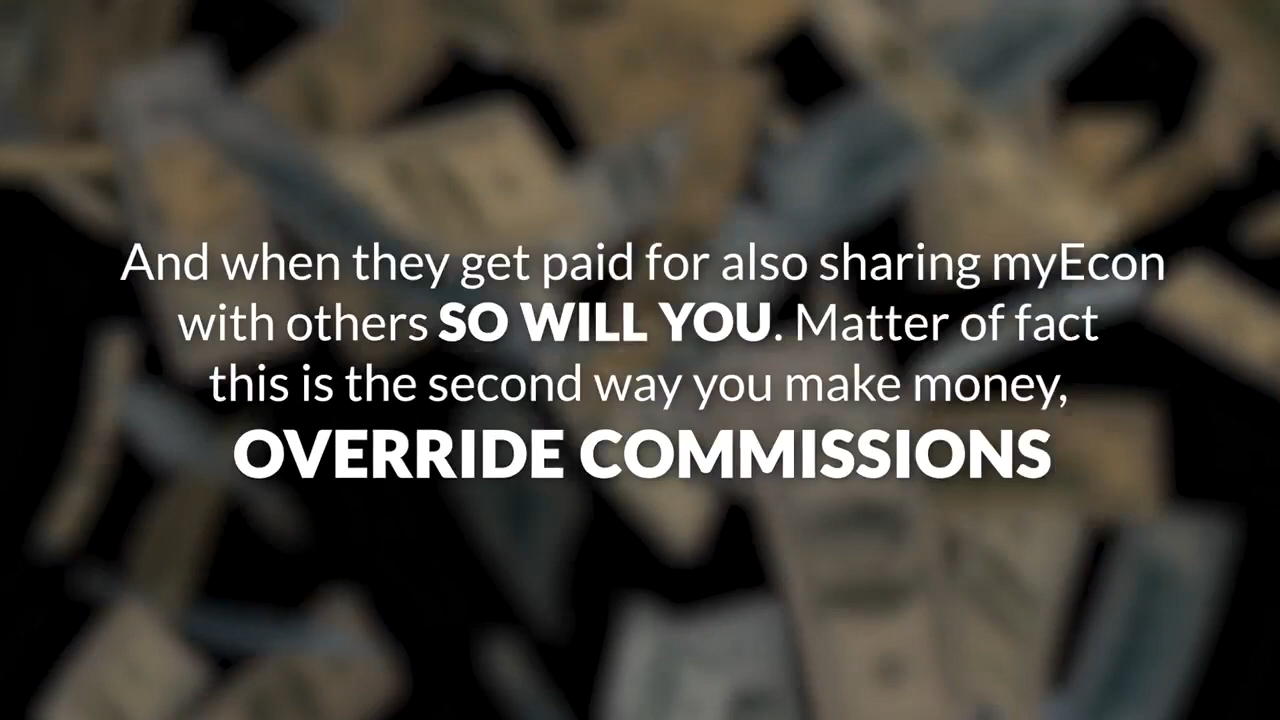 And when they get paid for also sharing myEcon
with others SO WILL YOU. Matter of fact
this is the second way you make money,
OVERRIDE COMMISSIONS